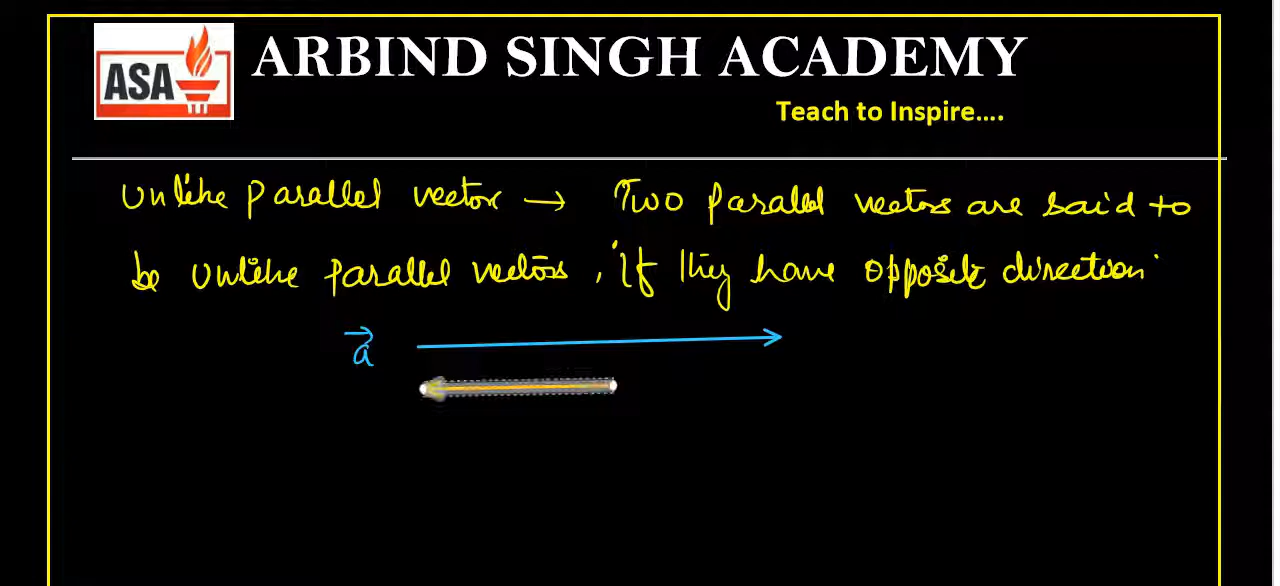 ASA
ARBIND SINGH ACADEMY
Teach to Inspire....
Unlike parallel vector → Two parallel vectors are said to
be unlike parallel vectors, if they have opposite direction.
a⃗